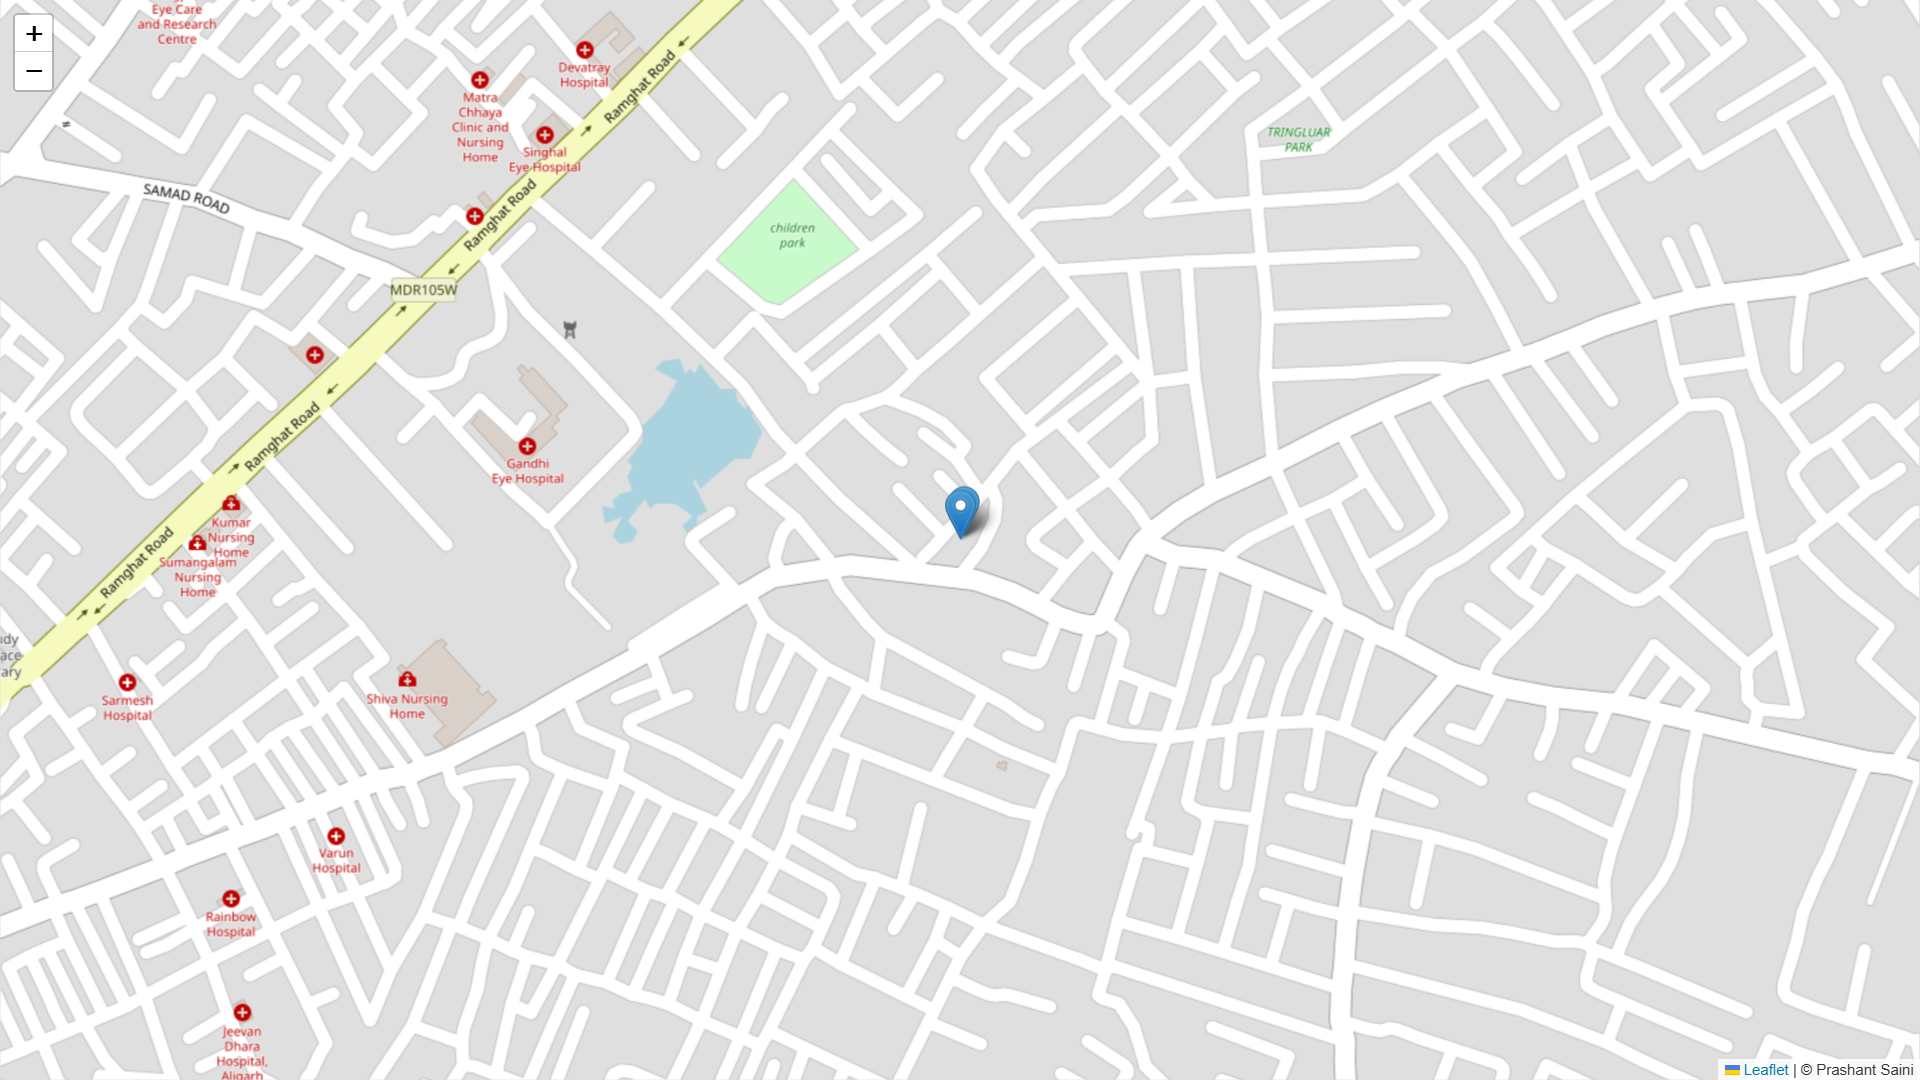 Eye Care
and Research
Centre
+
−
Devatray
Hospital
Matra
Chhaya
Clinic and
Nursing
Home
Ramghat Road
Singhal
Eye Hospital
TRINGLUAR
PARK
SAMAD ROAD
Ramghat Road
children
park
MDR105W
Ramghat Road
Gandhi
Eye Hospital
Kumar
Nursing
Home
Sumangalam
Nursing
Home
Ramghat Road
Sarmesh
Hospital
Shiva Nursing
Home
Varun
Hospital
Rainbow
Hospital
Jeevan
Dhara
Hospital,
Aligarh
Leaflet | © Prashant Saini